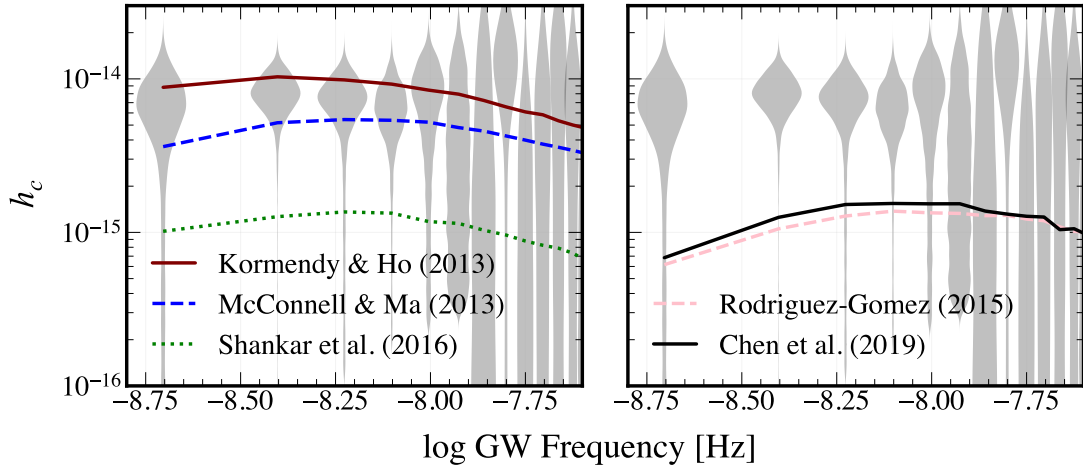 10⁻¹⁴
10⁻¹⁵
10⁻¹⁶
h_c
Kormendy & Ho (2013)
McConnell & Ma (2013)
Shankar et al. (2016)
−8.75 −8.50 −8.25 −8.00 −7.75
Rodriguez-Gomez (2015)
Chen et al. (2019)
−8.75 −8.50 −8.25 −8.00 −7.75
log GW Frequency [Hz]